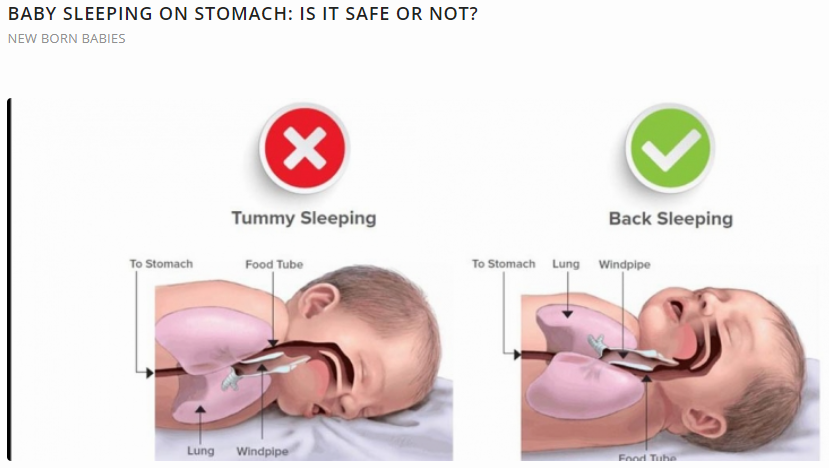 BABY SLEEPING ON STOMACH: IS IT SAFE OR NOT?
NEW BORN BABIES
Tummy Sleeping
Back Sleeping
To Stomach
Food Tube
Lung
Windpipe
To Stomach
Lung
Windpipe
Food Tube